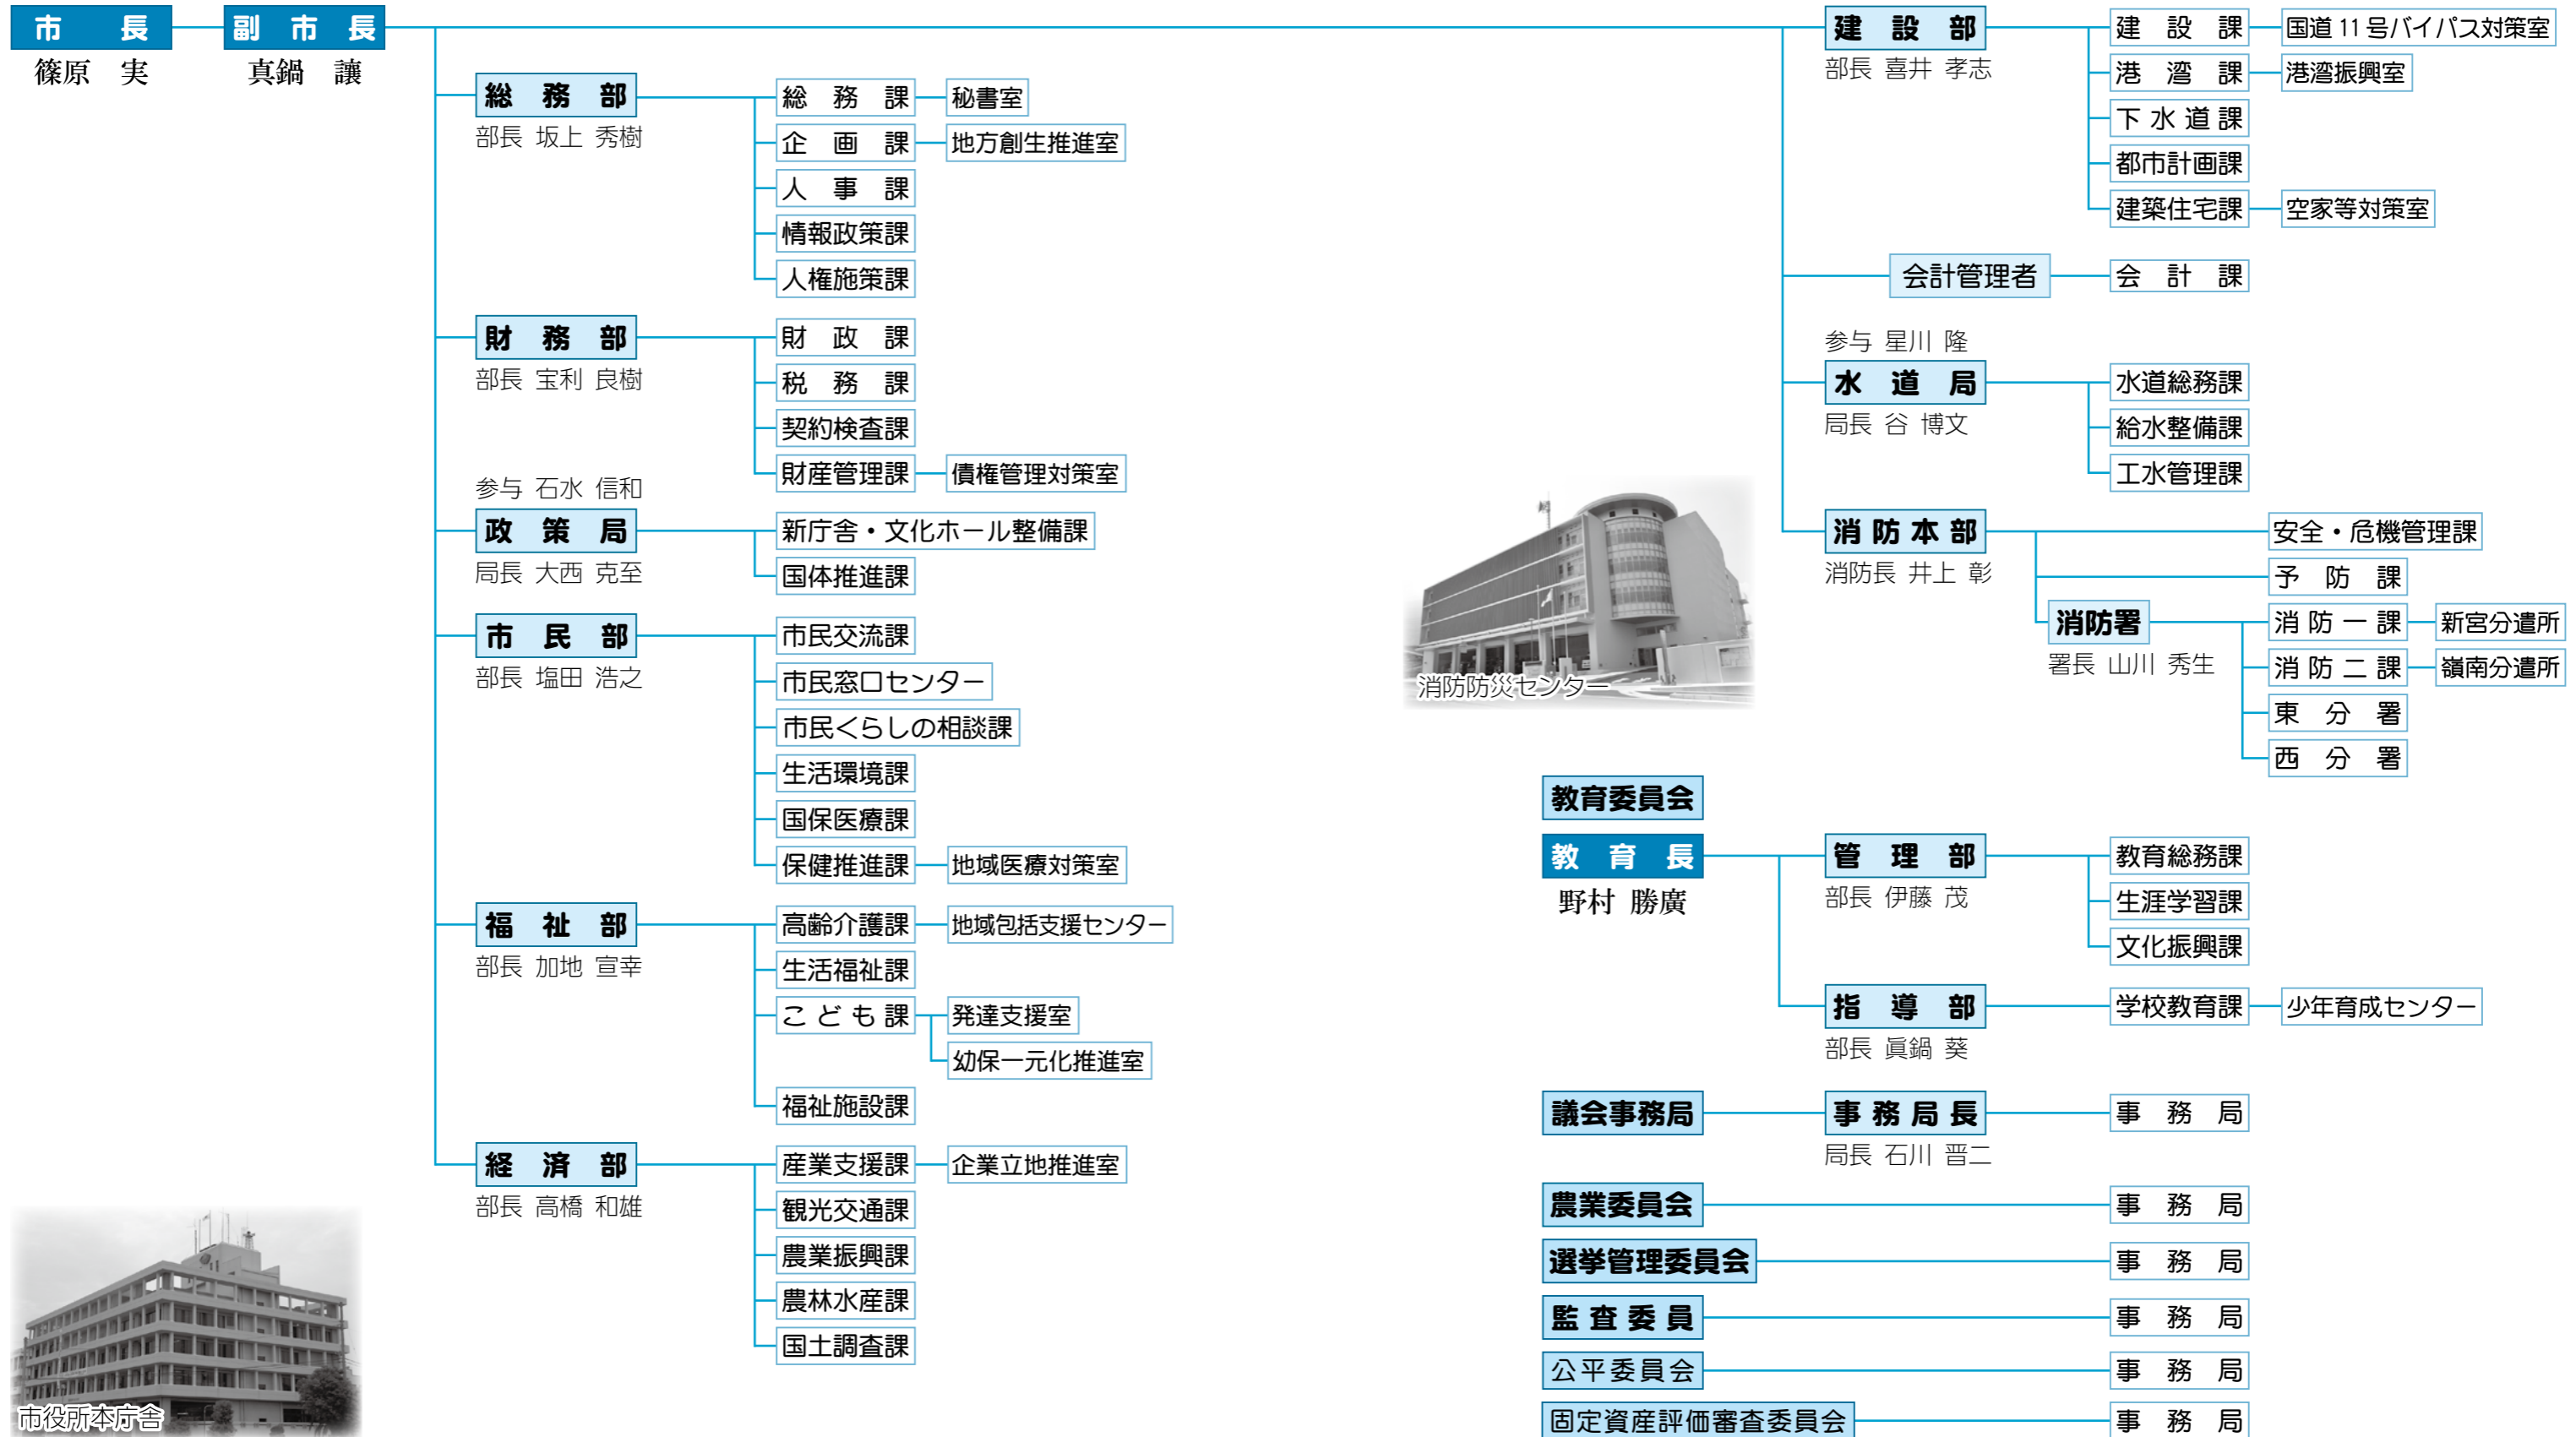 市長
篠原 実
副市長
真鍋 讓
総務部
部長 坂上 秀樹
総務課
秘書室
企画課
地方創生推進室
人事課
情報政策課
人権施策課
財務部
部長 宝利 良樹
財政課
税務課
契約検査課
財産管理課
債権管理対策室
参与 石水 信和
政策局
局長 大西 克至
新庁舎・文化ホール整備課
国体推進課
市民部
部長 塩田 浩之
市民交流課
市民窓口センター
市民くらしの相談課
生活環境課
国保医療課
保健推進課
地域医療対策室
福祉部
部長 加地 宣幸
高齢介護課
地域包括支援センター
生活福祉課
こども課
発達支援室
幼保一元化推進室
福祉施設課
経済部
部長 高橋 和雄
産業支援課
企業立地推進室
観光交通課
農業振興課
農林水産課
国土調査課
市役所本庁舎
建設部
部長 喜井 孝志
建設課
国道11号バイパス対策室
港湾課
港湾振興室
下水道課
都市計画課
建築住宅課
空家等対策室
会計管理者
会計課
参与 星川 隆
水道局
局長 谷 博文
水道総務課
給水整備課
工水管理課
消防本部
消防長 井上 彰
安全・危機管理課
予防課
消防署
署長 山川 秀生
消防一課
新宮分遣所
消防二課
嶺南分遣所
東分署
西分署
消防防災センター
教育委員会
教育長
野村 勝廣
管理部
部長 伊藤 茂
教育総務課
生涯学習課
文化振興課
指導部
部長 眞鍋 葵
学校教育課
少年育成センター
議会事務局
事務局長
局長 石川 晋二
事務局
農業委員会
事務局
選挙管理委員会
事務局
監査委員
事務局
公平委員会
事務局
固定資産評価審査委員会
事務局